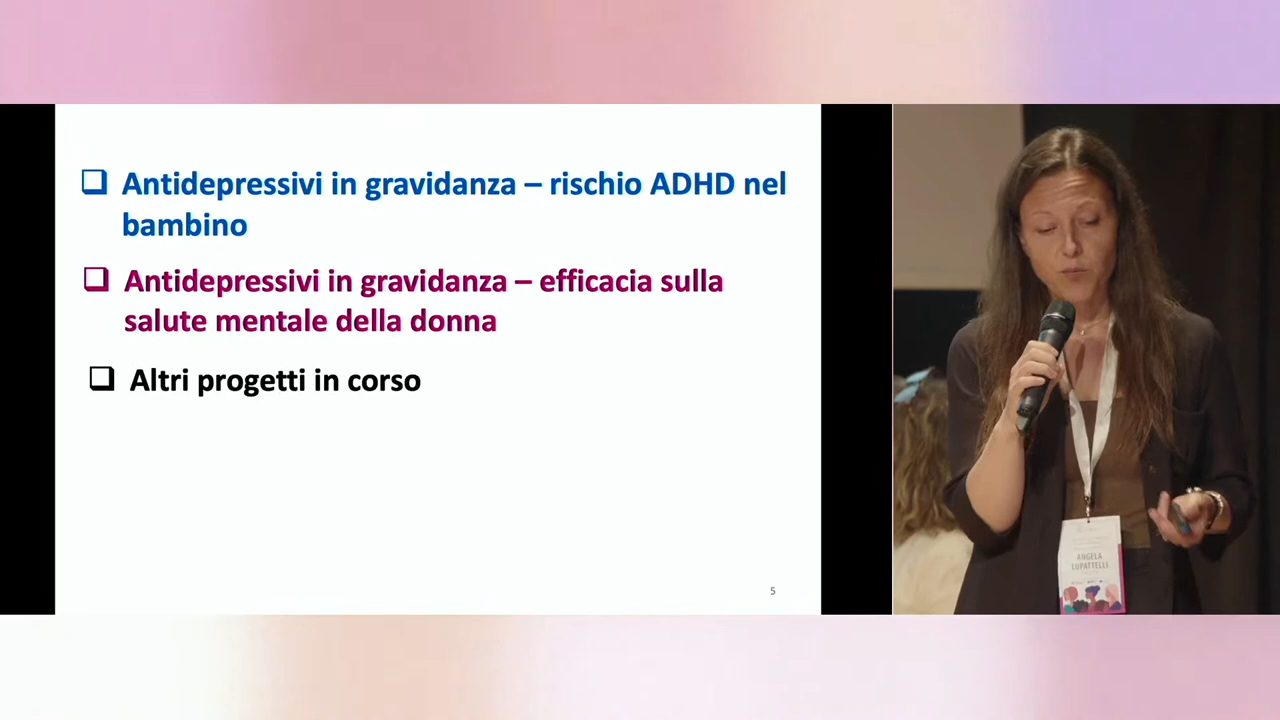 Antidepressivi in gravidanza – rischio ADHD nel
bambino
Antidepressivi in gravidanza – efficacia sulla
salute mentale della donna
Altri progetti in corso
5
ANGELA
LUPATTELLI